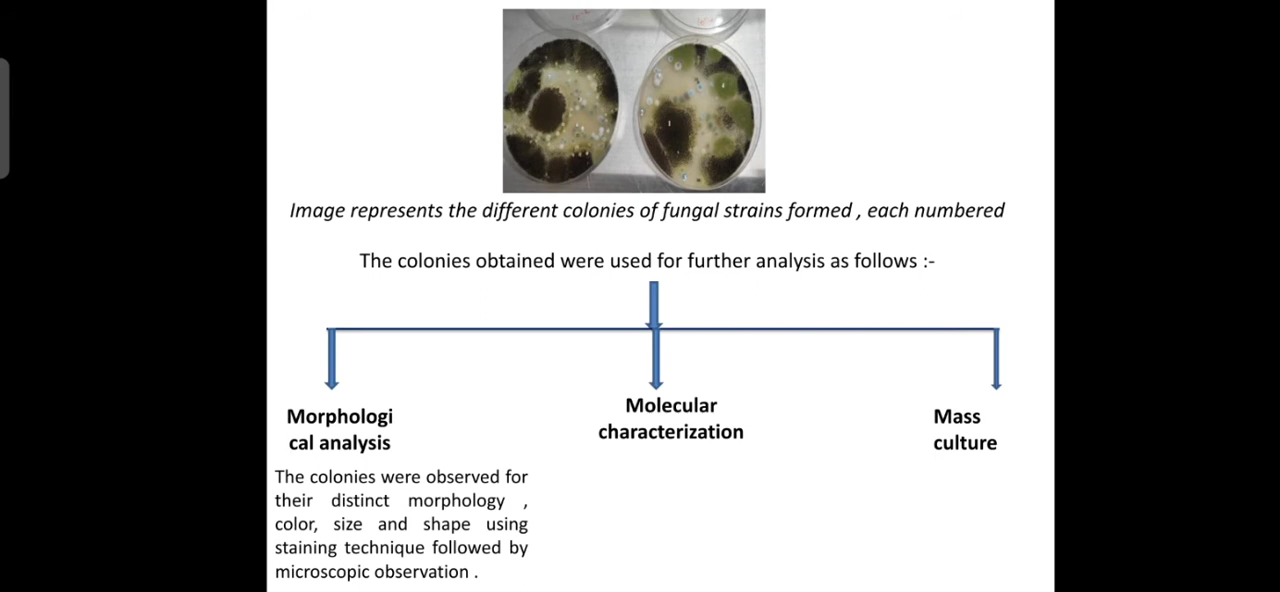 Image represents the different colonies of fungal strains formed , each numbered
The colonies obtained were used for further analysis as follows :-
Morphologi
cal analysis
Molecular
characterization
Mass
culture
The colonies were observed for
their distinct morphology ,
color, size and shape using
staining technique followed by
microscopic observation .